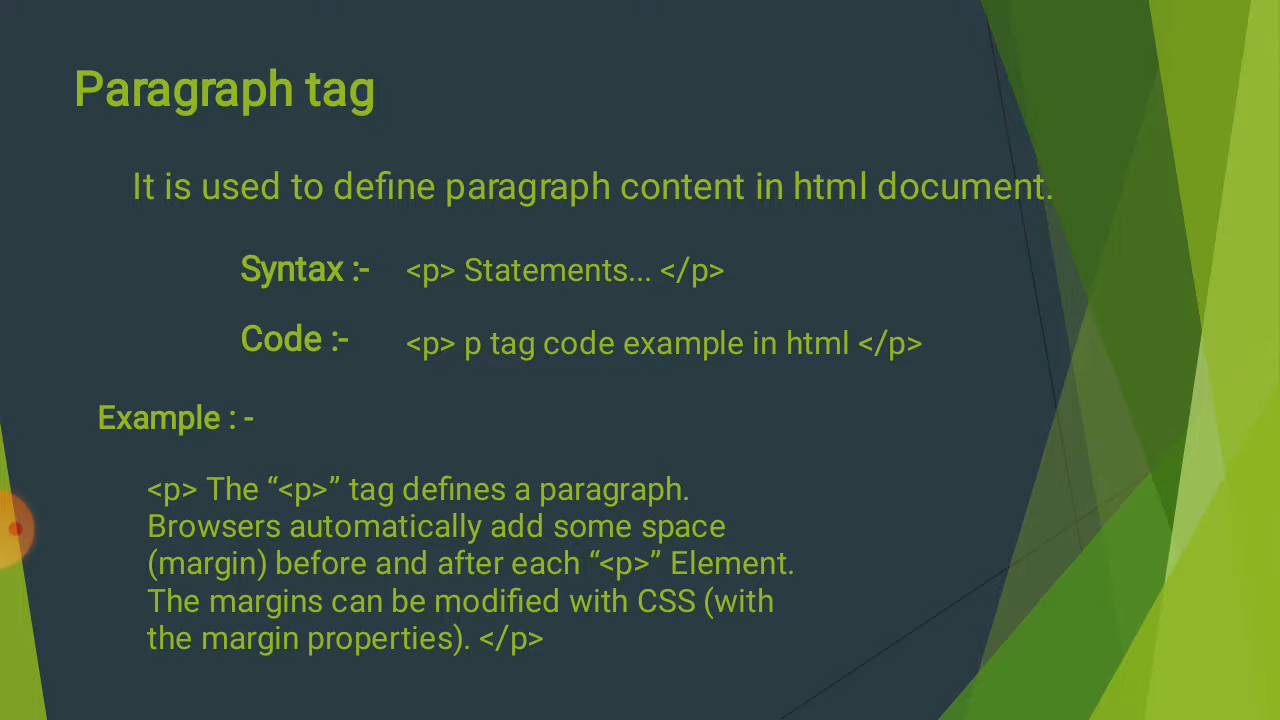 Paragraph tag
It is used to define paragraph content in html document.
Syntax :- <p> Statements... </p>
Code :- <p> p tag code example in html </p>
Example : -
<p> The “<p>” tag defines a paragraph.
Browsers automatically add some space
(margin) before and after each “<p>” Element.
The margins can be modified with CSS (with
the margin properties). </p>